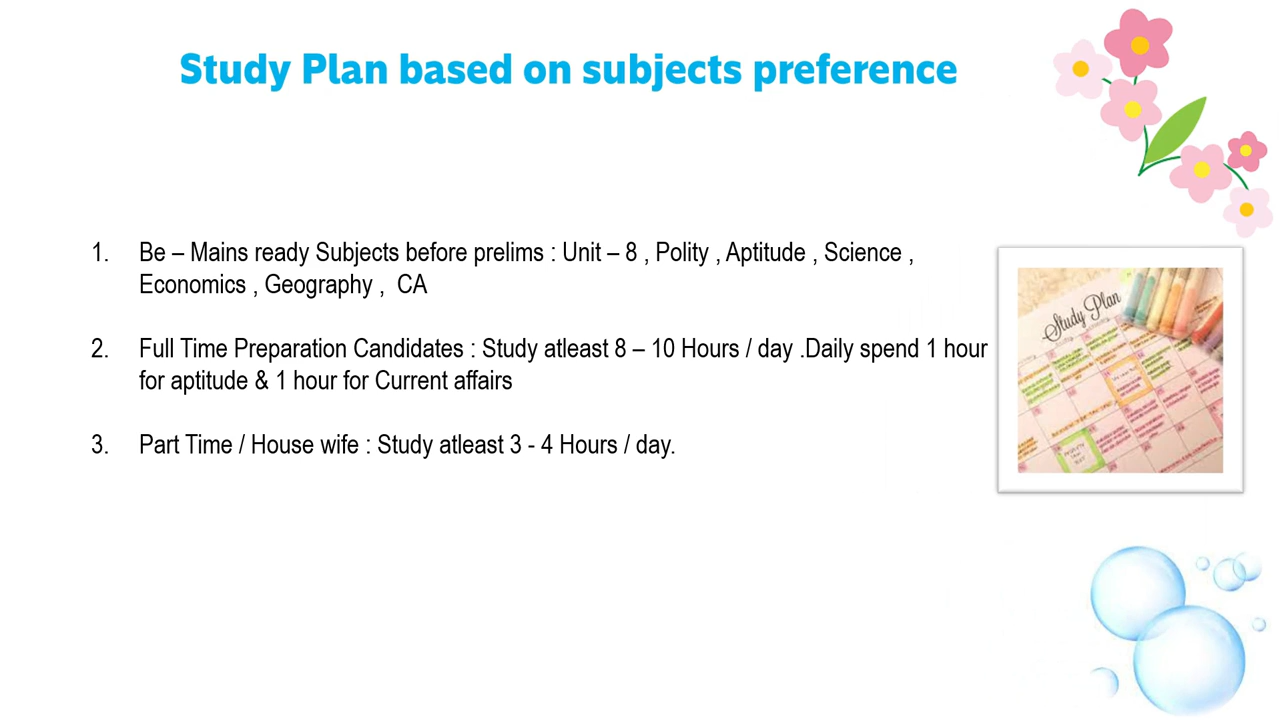 Study Plan based on subjects preference
1. Be – Mains ready Subjects before prelims : Unit – 8 , Polity , Aptitude , Science ,
Economics , Geography , CA
2. Full Time Preparation Candidates : Study atleast 8 – 10 Hours / day .Daily spend 1 hour
for aptitude & 1 hour for Current affairs
3. Part Time / House wife : Study atleast 3 - 4 Hours / day.
Study Plan